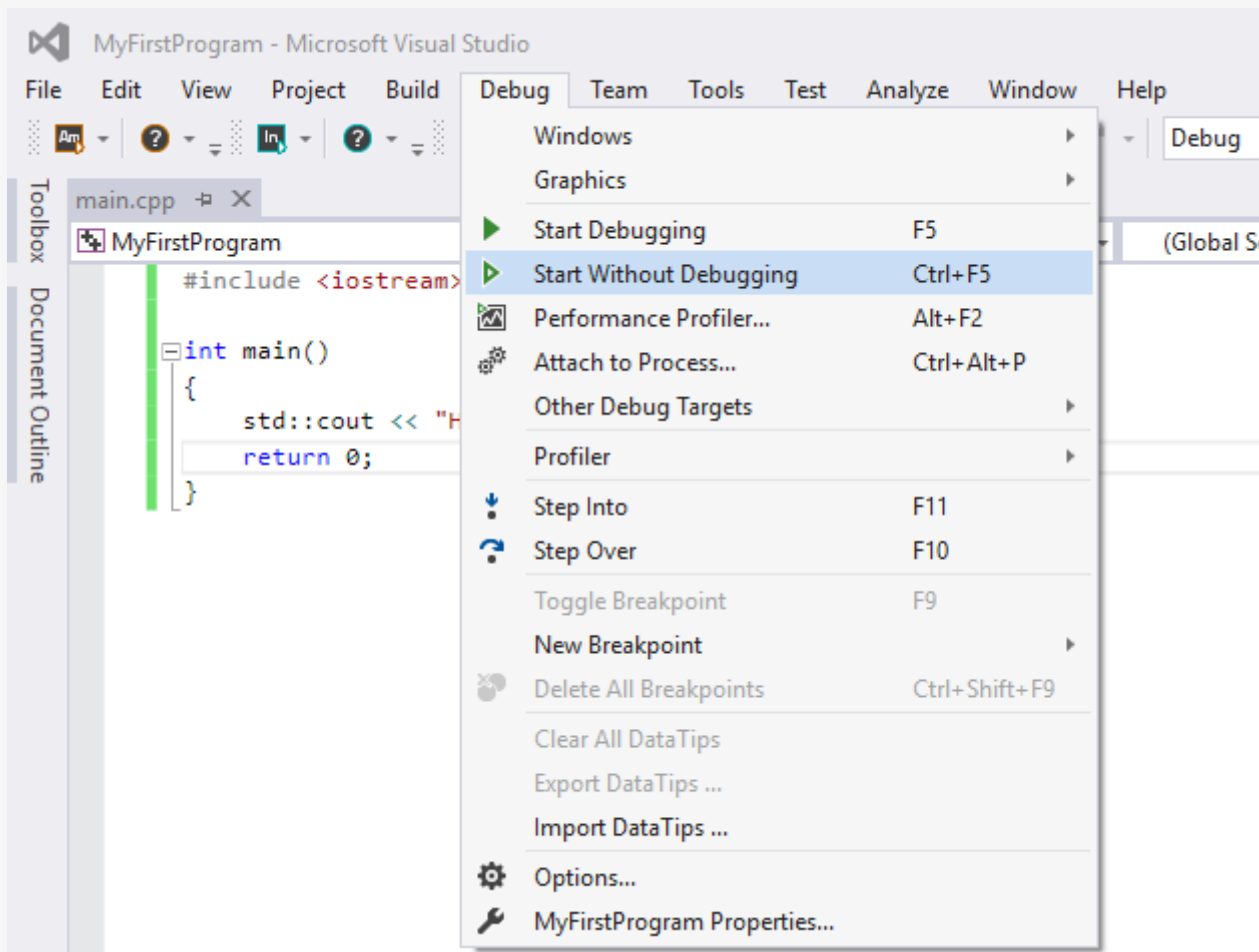 MyFirstProgram - Microsoft Visual Studio
File Edit View Project Build Debug Team Tools Test Analyze Window Help
Am ? In ? Debug
Toolbox
Document Outline
main.cpp
MyFirstProgram (Global
#include <iostream>
int main()
{
std::cout << "H
return 0;
}
Windows
Graphics
Start Debugging F5
Start Without Debugging Ctrl+F5
Performance Profiler... Alt+F2
Attach to Process... Ctrl+Alt+P
Other Debug Targets
Profiler
Step Into F11
Step Over F10
Toggle Breakpoint F9
New Breakpoint
Delete All Breakpoints Ctrl+Shift+F9
Clear All DataTips
Export DataTips ...
Import DataTips ...
Options...
MyFirstProgram Properties...